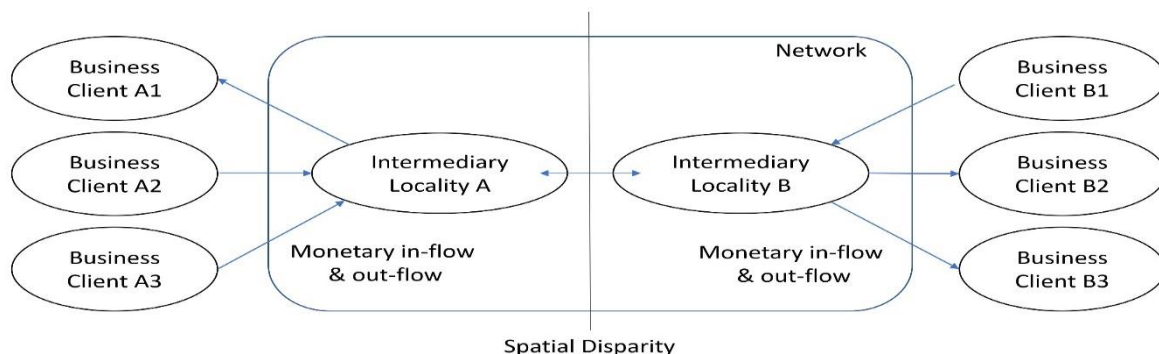 Network
Business
Client A1
Business
Client B1
Business
Client A2
Intermediary
Locality A
Intermediary
Locality B
Business
Client B2
Business
Client A3
Monetary in-flow
& out-flow
Monetary in-flow
& out-flow
Business
Client B3
Spatial Disparity